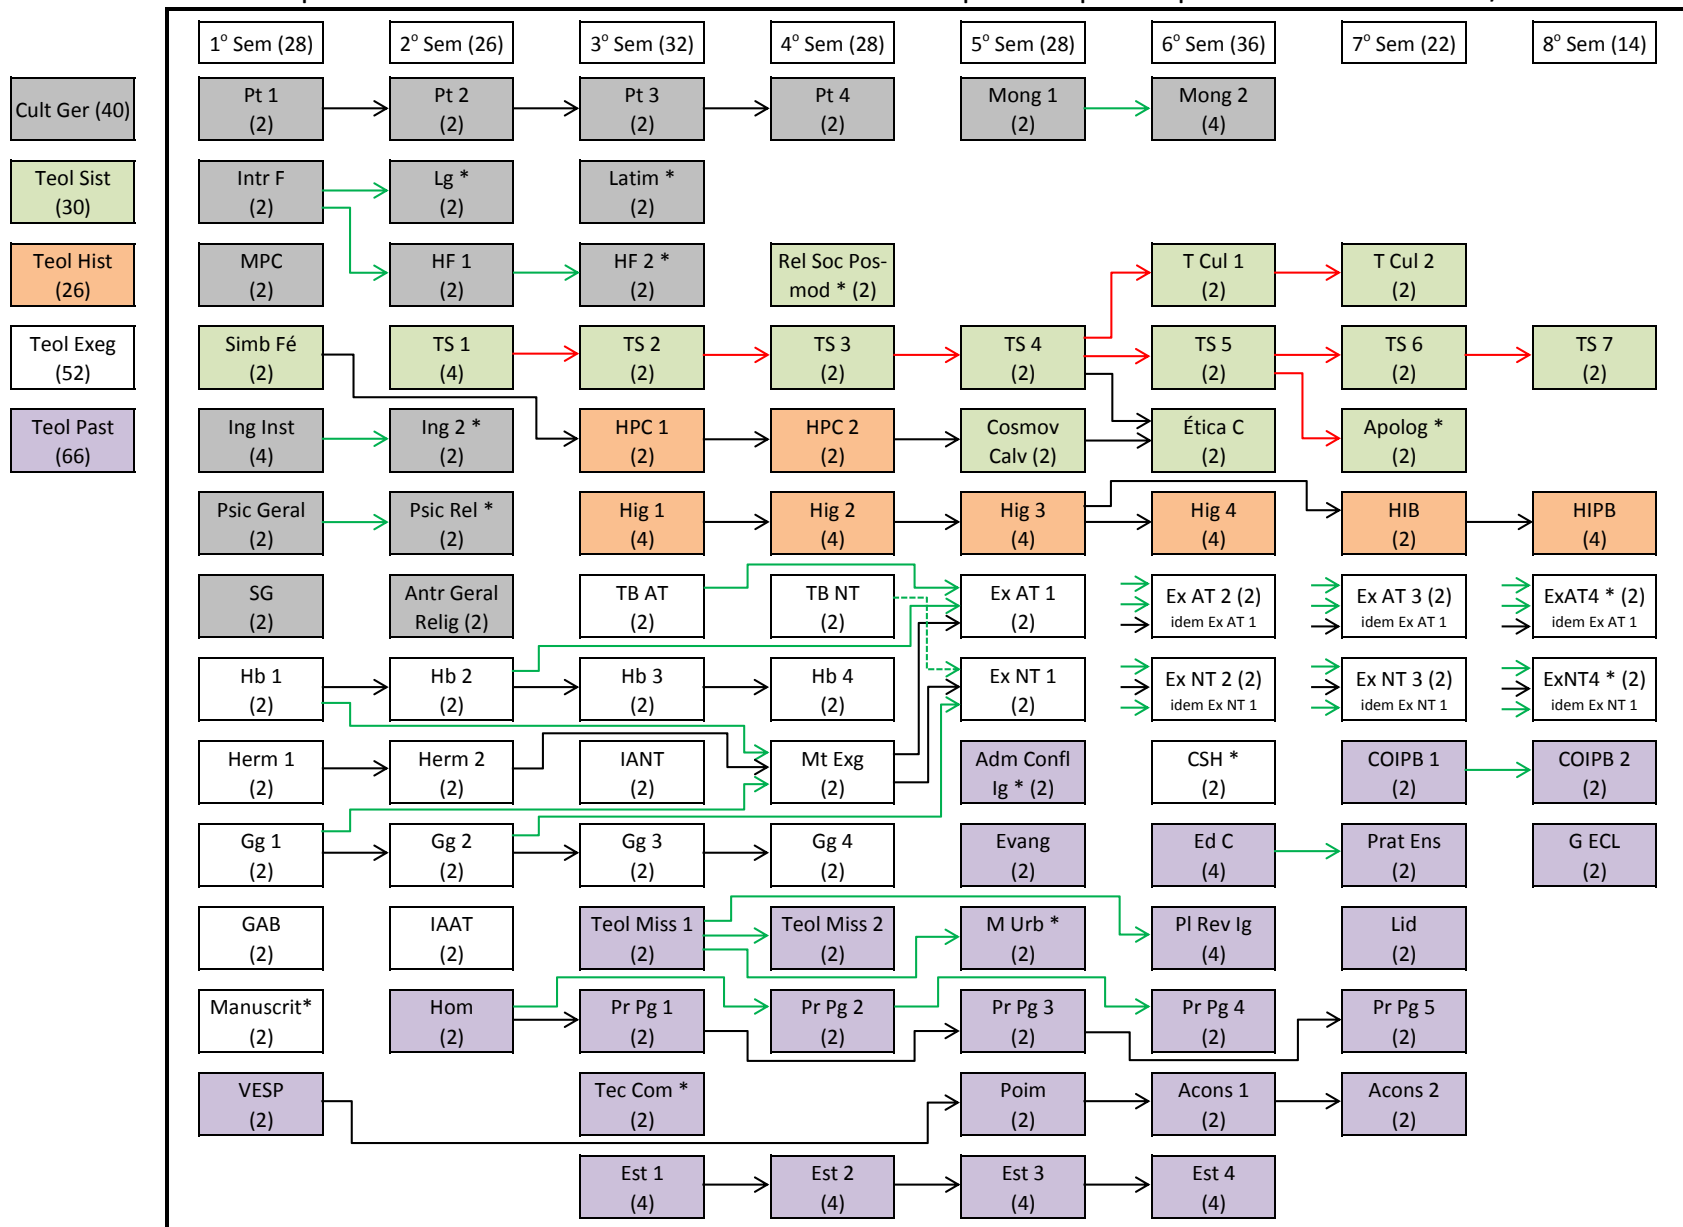 1º Sem (28) 2º Sem (26) 3º Sem (32) 4º Sem (28) 5º Sem (28) 6º Sem (36) 7º Sem (22) 8º Sem (14)
Cult Ger (40)
Pt 1 Pt 2 Pt 3 Pt 4 Mong 1 Mong 2
(2) (2) (2) (2) (2) (4)
Teol Sist Intr F Lg * Latim *
(30) (2) (2) (2)
Teol Hist MPC HF 1 HF 2 * Rel Soc Pos- T Cul 1 T Cul 2
(26) (2) (2) (2) mod * (2) (2) (2)
Teol Exeg Simb Fé TS 1 TS 2 TS 3 TS 4 TS 5 TS 6 TS 7
(52) (2) (4) (2) (2) (2) (2) (2) (2)
Teol Past Ing Inst Ing 2 * HPC 1 HPC 2 Cosmov Ética C Apolog *
(66) (4) (2) (2) (2) Calv (2) (2) (2)
Psic Geral Psic Rel * Hig 1 Hig 2 Hig 3 Hig 4 HIB HIPB
(2) (2) (4) (4) (4) (4) (2) (4)
SG Antr Geral TB AT TB NT Ex AT 1 Ex AT 2 (2) Ex AT 3 (2) ExAT4 * (2)
(2) Relig (2) (2) (2) (2) idem Ex AT 1 idem Ex AT 1 idem Ex AT 1
Hb 1 Hb 2 Hb 3 Hb 4 Ex NT 1 Ex NT 2 (2) Ex NT 3 (2) ExNT4 * (2)
(2) (2) (2) (2) (2) idem Ex NT 1 idem Ex NT 1 idem Ex NT 1
Herm 1 Herm 2 IANT Mt Exg Adm Confl CSH * COIPB 1 COIPB 2
(2) (2) (2) (2) Ig * (2) (2) (2) (2)
Gg 1 Gg 2 Gg 3 Gg 4 Evang Ed C Prat Ens G ECL
(2) (2) (2) (2) (2) (4) (2) (2)
GAB IAAT Teol Miss 1 Teol Miss 2 M Urb * Pl Rev Ig Lid
(2) (2) (2) (2) (2) (4) (2)
Manuscrit* Hom Pr Pg 1 Pr Pg 2 Pr Pg 3 Pr Pg 4 Pr Pg 5
(2) (2) (2) (2) (2) (2) (2)
VESP Tec Com * Poim Acons 1 Acons 2
(2) (2) (2) (2) (2)
Est 1 Est 2 Est 3 Est 4
(4) (4) (4) (4)